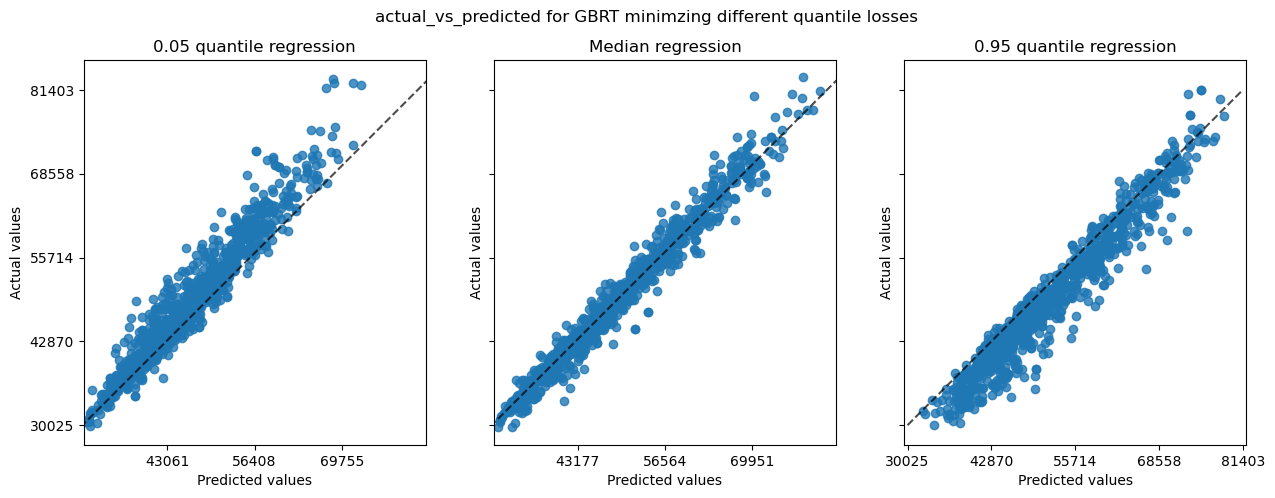 actual_vs_predicted for GBRT minimzing different quantile losses
0.05 quantile regression
Median regression
0.95 quantile regression
81403
68558
55714
42870
30025
Actual values
Actual values
Actual values
43061 56408 69755
43177 56564 69951
30025 42870 55714 68558 81403
Predicted values
Predicted values
Predicted values